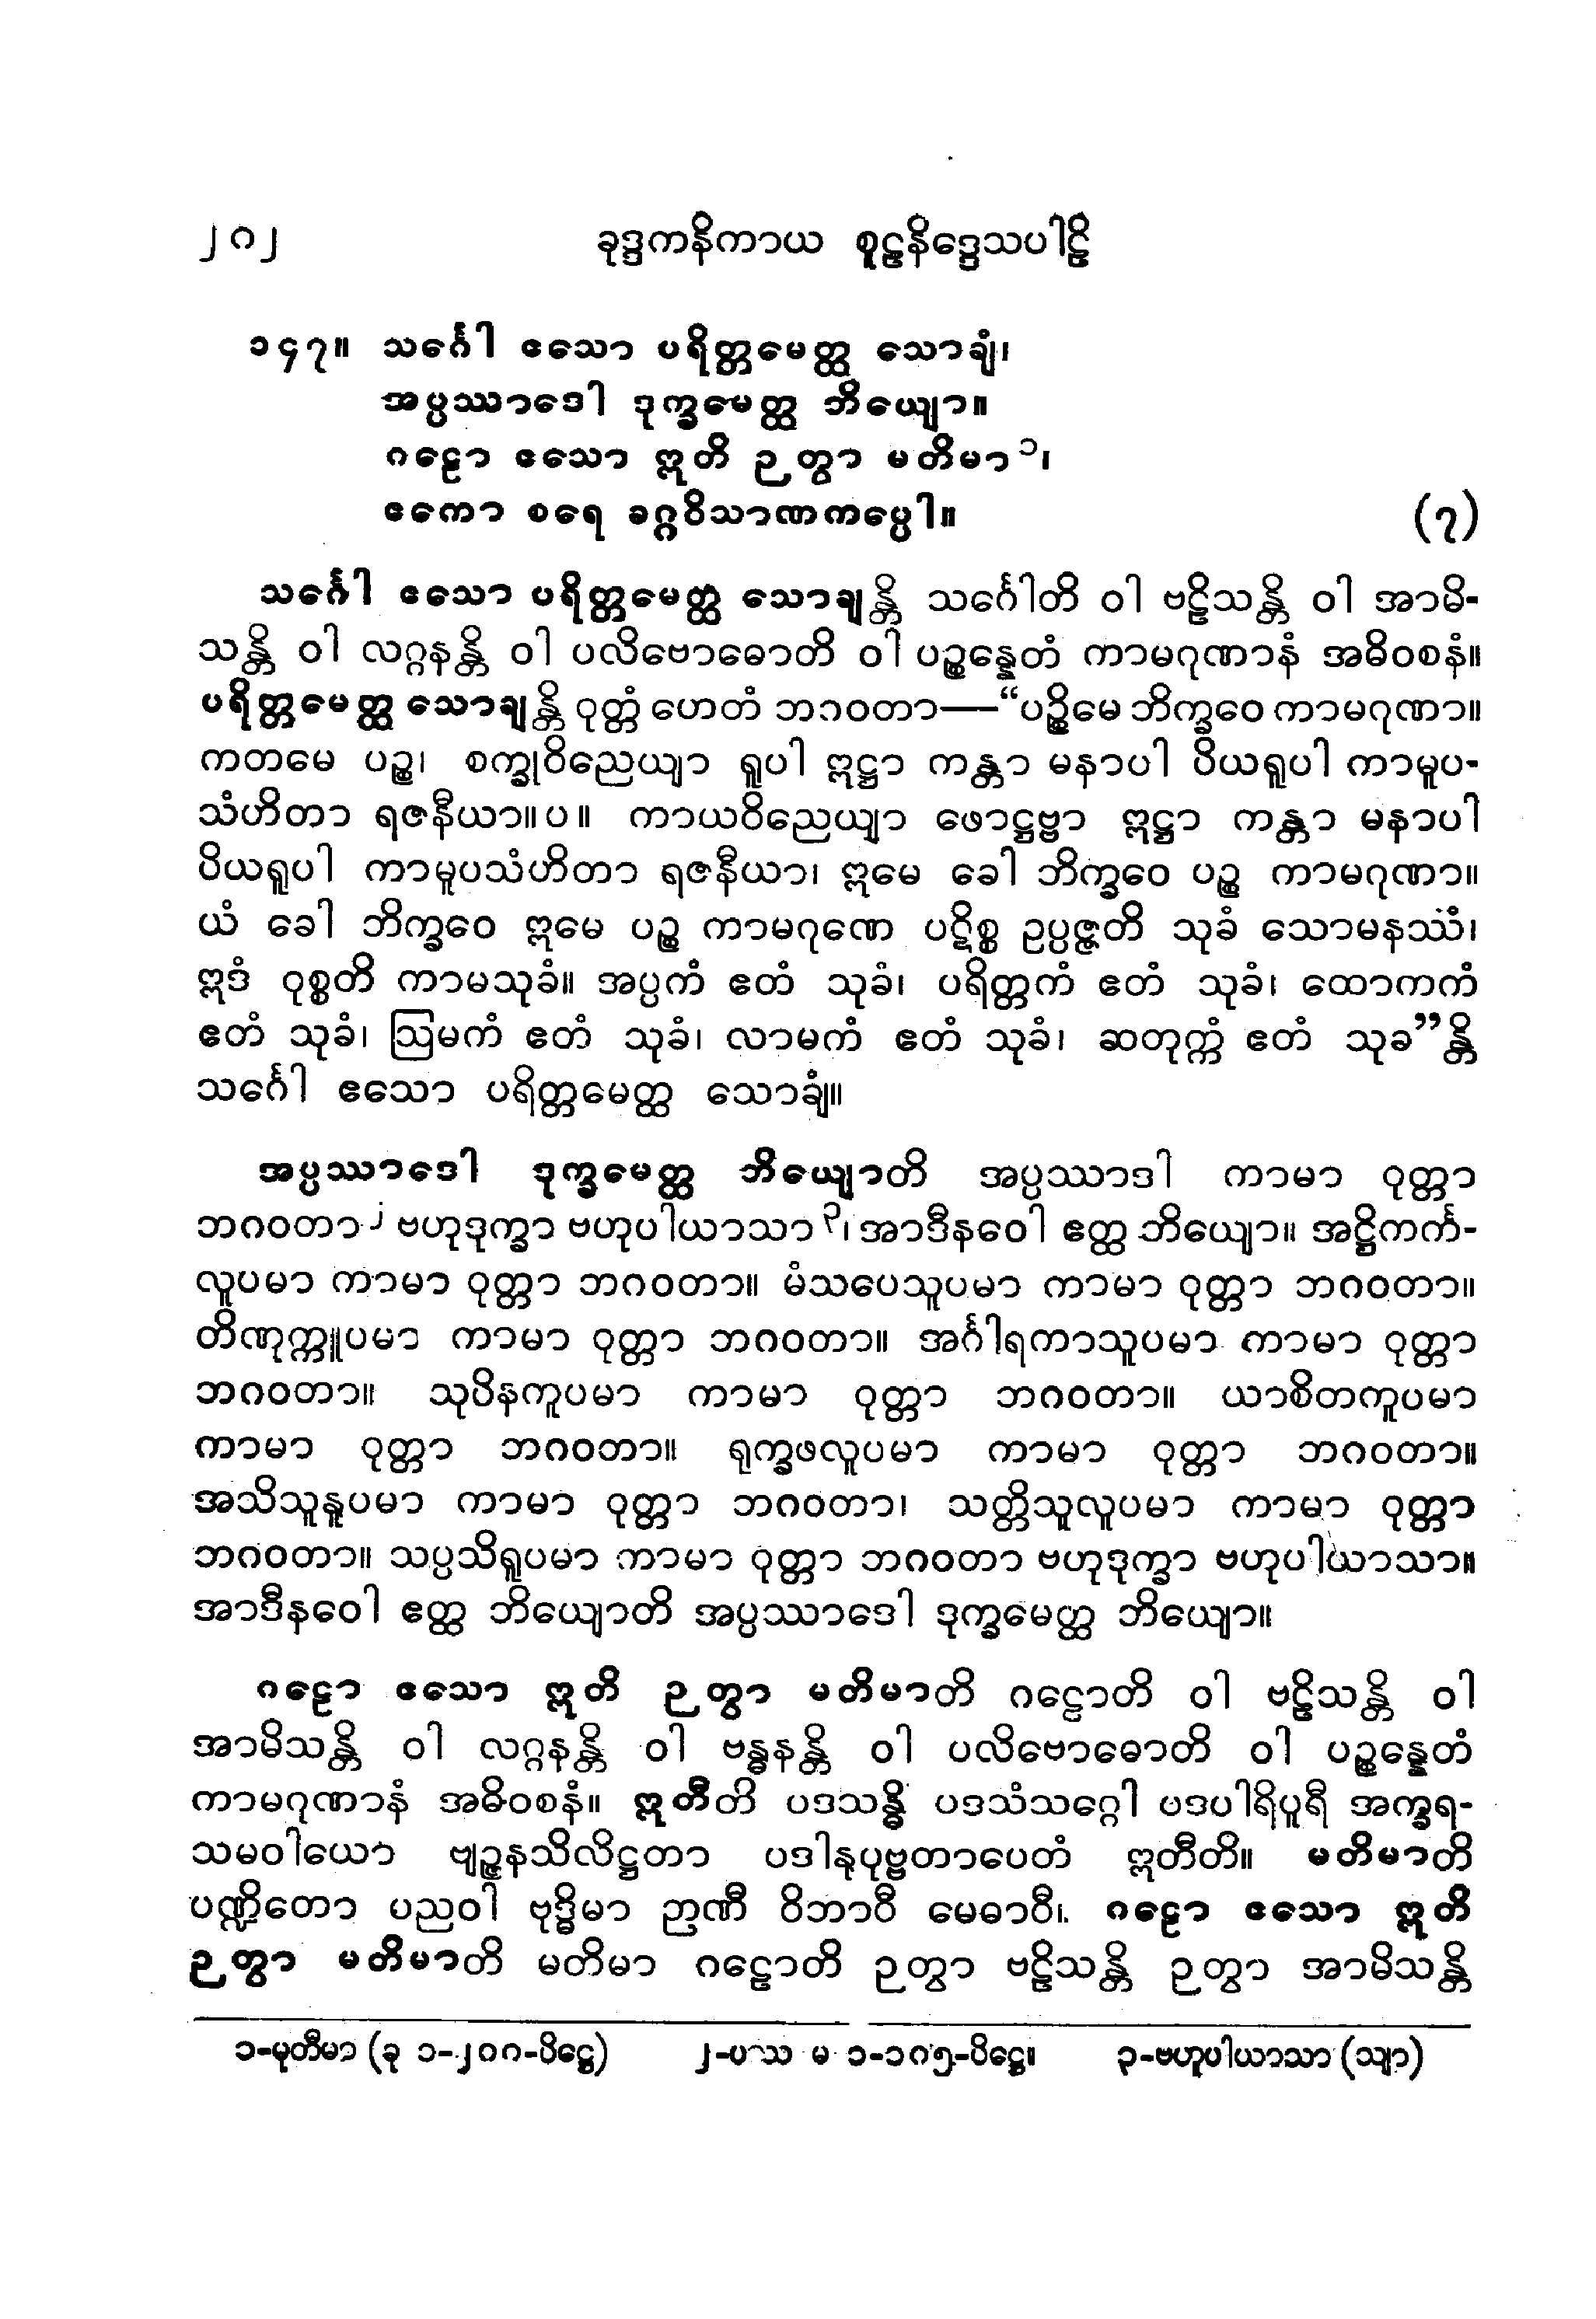 ၂၀၂ ခုဒ္ဒကနိကာယ စူဠနိဒ္ဒေသပါဠိ
၁၄၇။ သင်္ဂေါ ဧသော ပရိတ္တမေတ္ထ သောချံ၊
အပ္ပဿာဒေါ ဒုက္ခမေတ္ထ ဘိယျော။
ဂဠော ဧသော ဣတိ ဉတွာ မတိမာ၁၊
ဧကော စရေ ခဂ္ဂဝိသာဏကပ္ပေါ။ (၇)
သင်္ဂေါ ဧသော ပရိတ္တမေတ္ထ သောချန္တိ သင်္ဂေါတိ ဝါ ဗဠိသန္တိ ဝါ အာမိ-
သန္တိ ဝါ လဂ္ဂနန္တိ ဝါ ပလိဗောဓောတိ ဝါ ပဉ္စန္နေတံ ကာမဂုဏာနံ အဓိဝစနံ။
ပရိတ္တမေတ္ထ သောချန္တိ ဝုတ္တံ ဟေတံ ဘဂဝတာ—“ပဉ္စိမေ ဘိက္ခဝေ ကာမဂုဏာ။
ကတမေ ပဉ္စ၊ စက္ခုဝိညေယျာ ရူပါ ဣဋ္ဌာ ကန္တာ မနာပါ ပိယရူပါ ကာမူပ-
သံဟိတာ ရဇနီယာ။ပ။ ကာယဝိညေယျာ ဖောဋ္ဌဗ္ဗာ ဣဋ္ဌာ ကန္တာ မနာပါ
ပိယရူပါ ကာမူပသံဟိတာ ရဇနီယာ၊ ဣမေ ခေါ ဘိက္ခဝေ ပဉ္စ ကာမဂုဏာ။
ယံ ခေါ ဘိက္ခဝေ ဣမေ ပဉ္စ ကာမဂုဏေ ပဋိစ္စ ဥပ္ပဇ္ဇတိ သုခံ သောမနဿံ၊
ဣဒံ ဝုစ္စတိ ကာမသုခံ။ အပ္ပကံ ဧတံ သုခံ၊ ပရိတ္တကံ ဧတံ သုခံ၊ ထောကကံ
ဧတံ သုခံ၊ ဩမကံ ဧတံ သုခံ၊ လာမကံ ဧတံ သုခံ၊ ဆတုက္ကံ ဧတံ သုခ”န္တိ
သင်္ဂေါ ဧသော ပရိတ္တမေတ္ထ သောချံ။
အပ္ပဿာဒေါ ဒုက္ခမေတ္ထ ဘိယျောတိ အပ္ပဿာဒါ ကာမာ ဝုတ္တာ
ဘဂဝတာ၂ ဗဟုဒုက္ခာ ဗဟုပါယာသာ၃၊ အာဒီနဝေါ ဧတ္ထ ဘိယျော။ အဋ္ဌိကင်္က-
လူပမာ ကာမာ ဝုတ္တာ ဘဂဝတာ။ မံသပေသူပမာ ကာမာ ဝုတ္တာ ဘဂဝတာ။
တိဏုက္ကူပမာ ကာမာ ဝုတ္တာ ဘဂဝတာ။ အင်္ဂါရကာသူပမာ ကာမာ ဝုတ္တာ
ဘဂဝတာ။ သုပိနကူပမာ ကာမာ ဝုတ္တာ ဘဂဝတာ။ ယာစိတကူပမာ
ကာမာ ဝုတ္တာ ဘဂဝတာ။ ရုက္ခဖလူပမာ ကာမာ ဝုတ္တာ ဘဂဝတာ။
အသိသူနူပမာ ကာမာ ဝုတ္တာ ဘဂဝတာ၊ သတ္တိသူလူပမာ ကာမာ ဝုတ္တာ
ဘဂဝတာ။ သပ္ပသိရူပမာ ကာမာ ဝုတ္တာ ဘဂဝတာ ဗဟုဒုက္ခာ ဗဟုပါယာသာ။
အာဒီနဝေါ ဧတ္ထ ဘိယျောတိ အပ္ပဿာဒေါ ဒုက္ခမေတ္ထ ဘိယျော။
ဂဠော ဧသော ဣတိ ဉတွာ မတိမာတိ ဂဠောတိ ဝါ ဗဠိသန္တိ ဝါ
အာမိသန္တိ ဝါ လဂ္ဂနန္တိ ဝါ ဗန္ဓနန္တိ ဝါ ပလိဗောဓောတိ ဝါ ပဉ္စန္နေတံ
ကာမဂုဏာနံ အဓိဝစနံ။ ဣတီတိ ပဒသန္ဓိ ပဒသံသဂ္ဂေါ ပဒပါရိပူရီ အက္ခရ-
သမဝါယော ဗျဉ္ဇနသိလိဋ္ဌတာ ပဒါနုပုဗ္ဗတာပေတံ ဣတီတိ။ မတိမာတိ
ပဏ္ဍိတော ပညဝါ ဗုဒ္ဓိမာ ဉာဏီ ဝိဘာဝီ မေဓာဝီ၊ ဂဠော ဧသော ဣတိ
ဉတွာ မတိမာတိ မတိမာ ဂဠောတိ ဉတွာ ဗဠိသန္တိ ဉတွာ အာမိသန္တိ
၁-မုတီမာ (ခု ၁-၂၀၀-ပိဋ္ဌေ) ၂-ပဿ မ ၁-၁၈၅-ပိဋ္ဌေ။ ၃-ဗဟူပါယာသာ (သျာ)